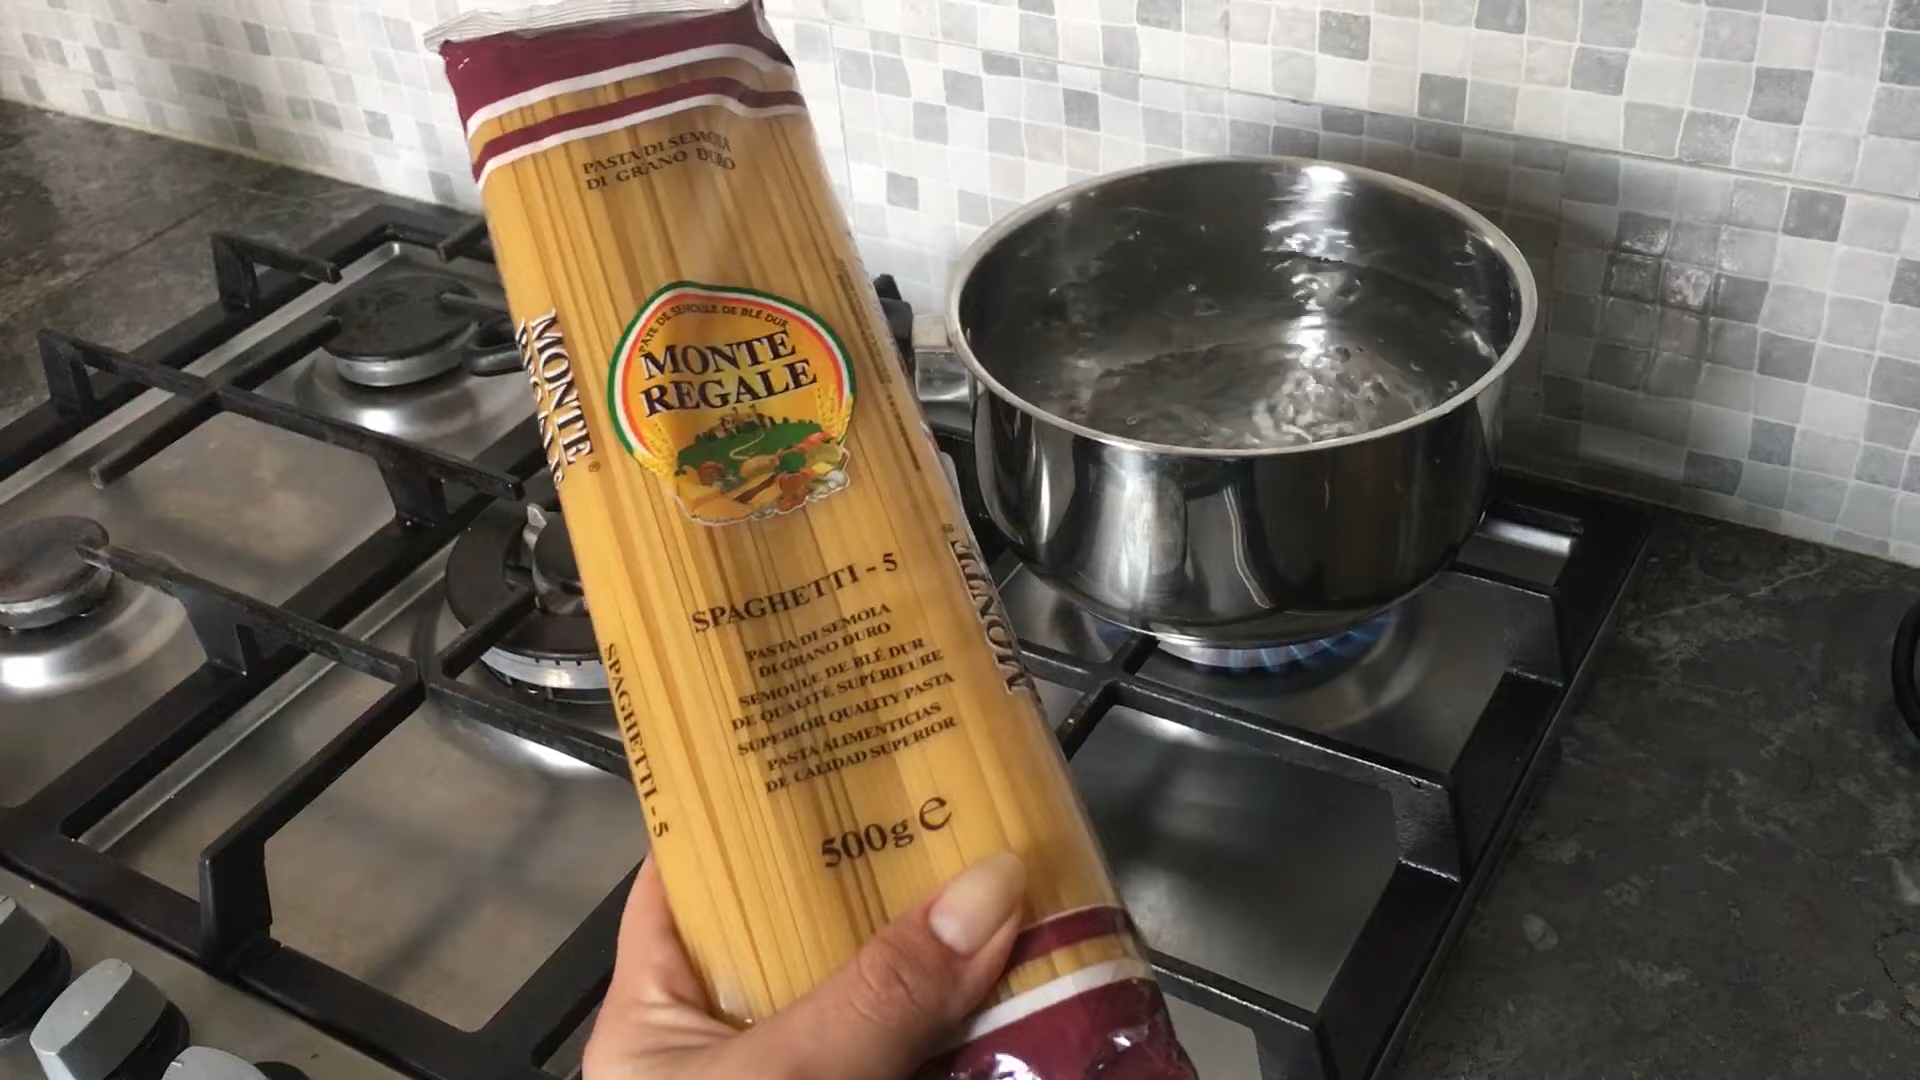 PASTA DI SEMOLA
DI GRANO DURO
PATE DE SEMOULE DE BLÉ DUR
MONTE
REGALE
MONTE
REGALE
®
SPAGHETTI - 5
PASTA DI SEMOLA
DI GRANO DURO
SEMOULE DE BLÉ DUR
DE QUALITÉ SUPÉRIEURE
SUPERIOR QUALITY PASTA
PASTA ALIMENTICIAS
DE CALIDAD SUPERIOR
500g e
SPAGHETTI - 5
MONTE
®